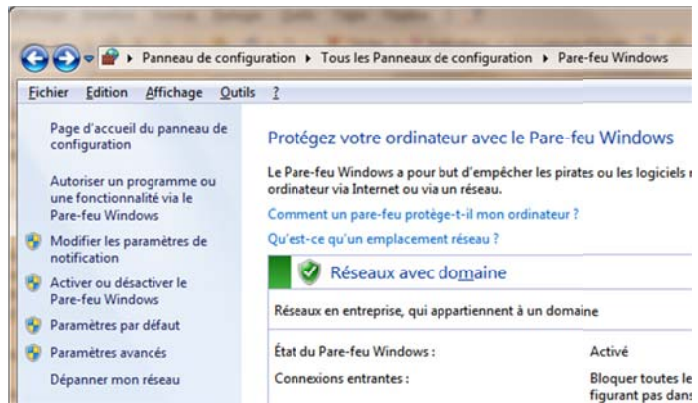 Panneau de configuration ▸ Tous les Panneaux de configuration ▸ Pare-feu Windows
Fichier Edition Affichage Outils ?
Page d'accueil du panneau de
configuration
Autoriser un programme ou
une fonctionnalité via le
Pare-feu Windows
Modifier les paramètres de
notification
Activer ou désactiver le
Pare-feu Windows
Paramètres par défaut
Paramètres avancés
Dépanner mon réseau
Protégez votre ordinateur avec le Pare-feu Windows
Le Pare-feu Windows a pour but d'empêcher les pirates ou les logiciels
ordinateur via Internet ou via un réseau.
Comment un pare-feu protège-t-il mon ordinateur ?
Qu'est-ce qu'un emplacement réseau ?
Réseaux avec domaine
Réseaux en entreprise, qui appartiennent à un domaine
État du Pare-feu Windows : Activé
Connexions entrantes : Bloquer toutes le
figurant pas dans